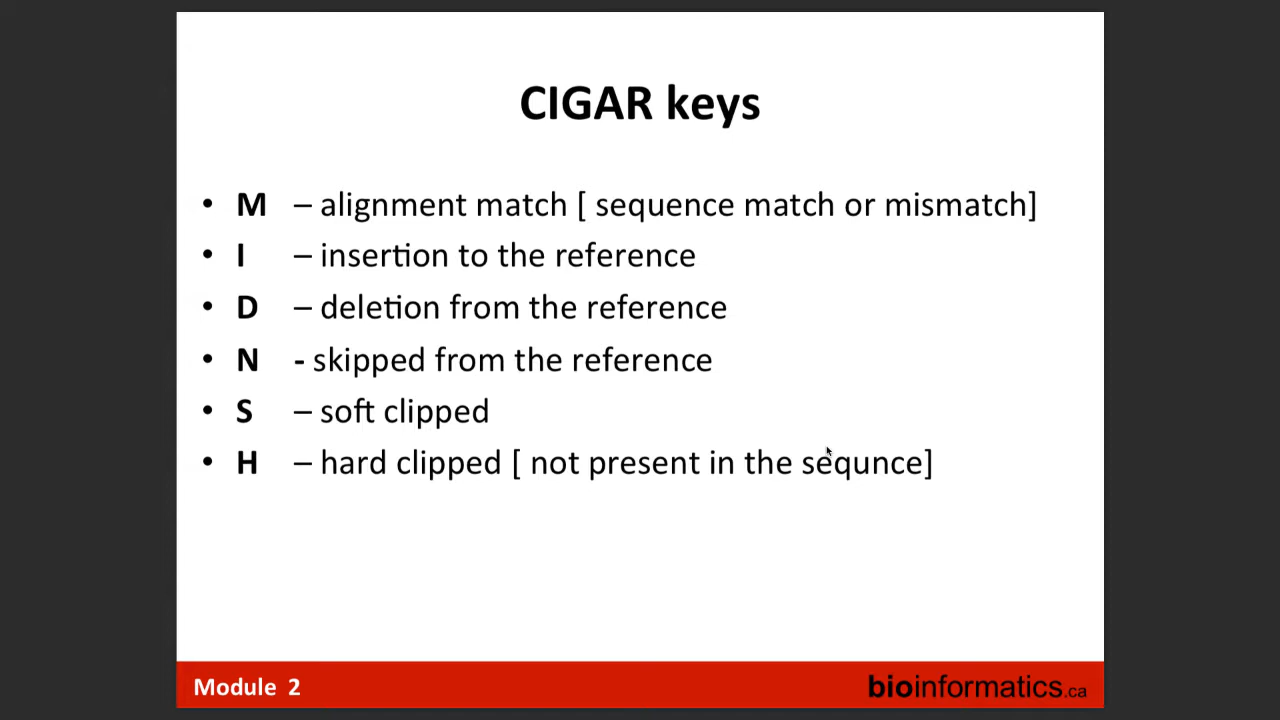 CIGAR keys
• M – alignment match [ sequence match or mismatch]
• I – insertion to the reference
• D – deletion from the reference
• N - skipped from the reference
• S – soft clipped
• H – hard clipped [ not present in the sequnce]
Module 2
bioinformatics.ca